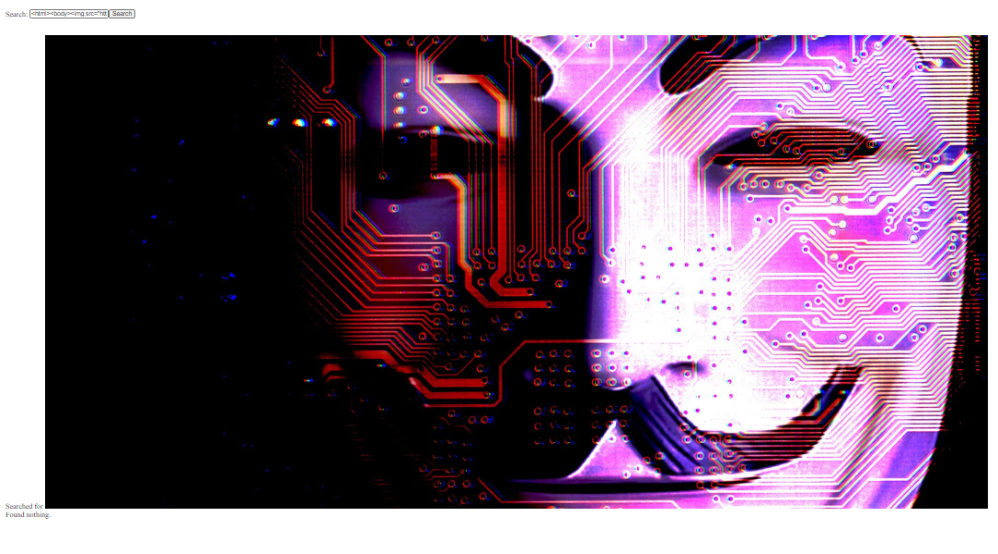 Search: <html><body><img src="htt Search
Searched for
Found nothing.